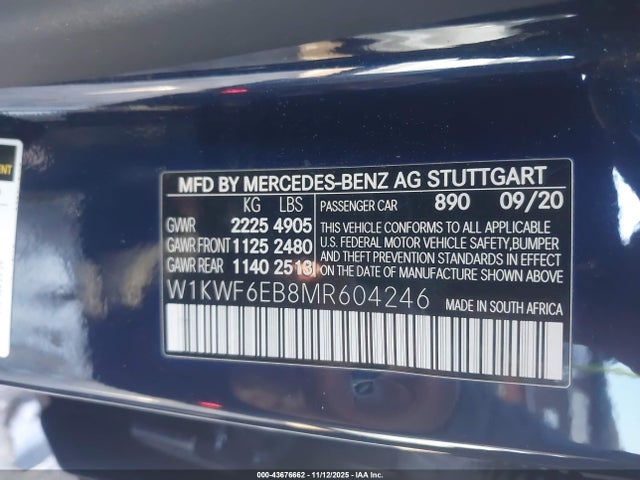 MFD BY MERCEDES-BENZ AG STUTTGART
KG LBS PASSENGER CAR 890 09/20
GVWR 2225 4905
GAWR FRONT 1125 2480
GAWR REAR 1140 2513
THIS VEHICLE CONFORMS TO ALL APPLICABLE
U.S. FEDERAL MOTOR VEHICLE SAFETY, BUMPER
AND THEFT PREVENTION STANDARDS IN EFFECT
ON THE DATE OF MANUFACTURE SHOWN ABOVE.
W1KWF6EB8MR604246 MADE IN SOUTH AFRICA
000-43676662 - 11/12/2025 - IAA Inc.